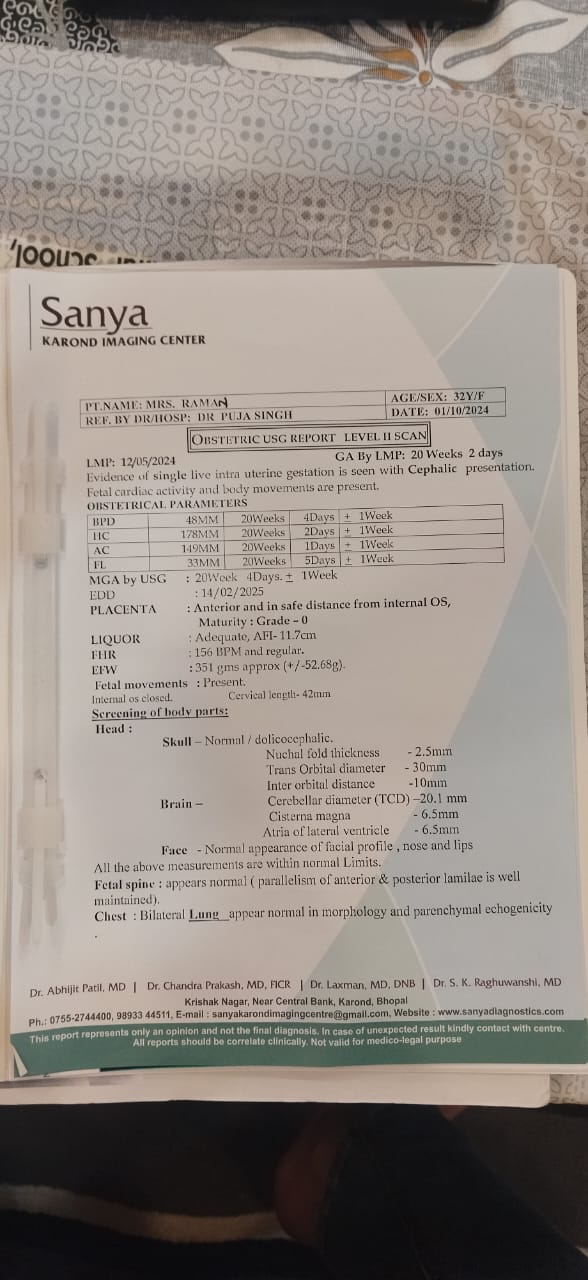 Sanya
KAROND IMAGING CENTER
PT.NAME: MRS. RAMAN
AGE/SEX: 32Y/F
REF. BY DR/HOSP: DR PUJA SINGH
DATE: 01/10/2024
OBSTETRIC USG REPORT LEVEL II SCAN
LMP: 12/05/2024 GA By LMP: 20 Weeks 2 days
Evidence of single live intra uterine gestation is seen with Cephalic presentation.
Fetal cardiac activity and body movements are present.
OBSTETRICAL PARAMETERS
BPD 48MM 20Weeks 4Days ± 1Week
HC 178MM 20Weeks 2Days ± 1Week
AC 149MM 20Weeks 1Days ± 1Week
FL 33MM 20Weeks 5Days ± 1Week
MGA by USG : 20Week 4Days. ± 1Week
EDD : 14/02/2025
PLACENTA : Anterior and in safe distance from internal OS,
Maturity : Grade – 0
LIQUOR : Adequate, AFI- 11.7cm
FHR : 156 BPM and regular.
EFW : 351 gms approx (+/-52.68g).
Fetal movements : Present.
Internal os closed. Cervical length- 42mm
Screening of body parts:
Head :
Skull – Normal / dolicocephalic.
Nuchal fold thickness - 2.5mm
Trans Orbital diameter - 30mm
Inter orbital distance -10mm
Brain – Cerebellar diameter (TCD) –20.1 mm
Cisterna magna - 6.5mm
Atria of lateral ventricle - 6.5mm
Face - Normal appearance of facial profile , nose and lips
All the above measurements are within normal Limits.
Fetal spine : appears normal ( parallelism of anterior & posterior lamilae is well
maintained).
Chest : Bilateral Lung appear normal in morphology and parenchymal echogenicity
.
Dr. Abhijit Patil, MD | Dr. Chandra Prakash, MD, FICR | Dr. Laxman, MD, DNB | Dr. S. K. Raghuwanshi, MD
Krishak Nagar, Near Central Bank, Karond, Bhopal
Ph.: 0755-2744400, 98933 44511, E-mail : sanyakarondimagingcentre@gmail.com, Website : www.sanyadiagnostics.com
This report represents only an opinion and not the final diagnosis. In case of unexpected result kindly contact with centre.
All reports should be correlate clinically. Not valid for medico-legal purpose